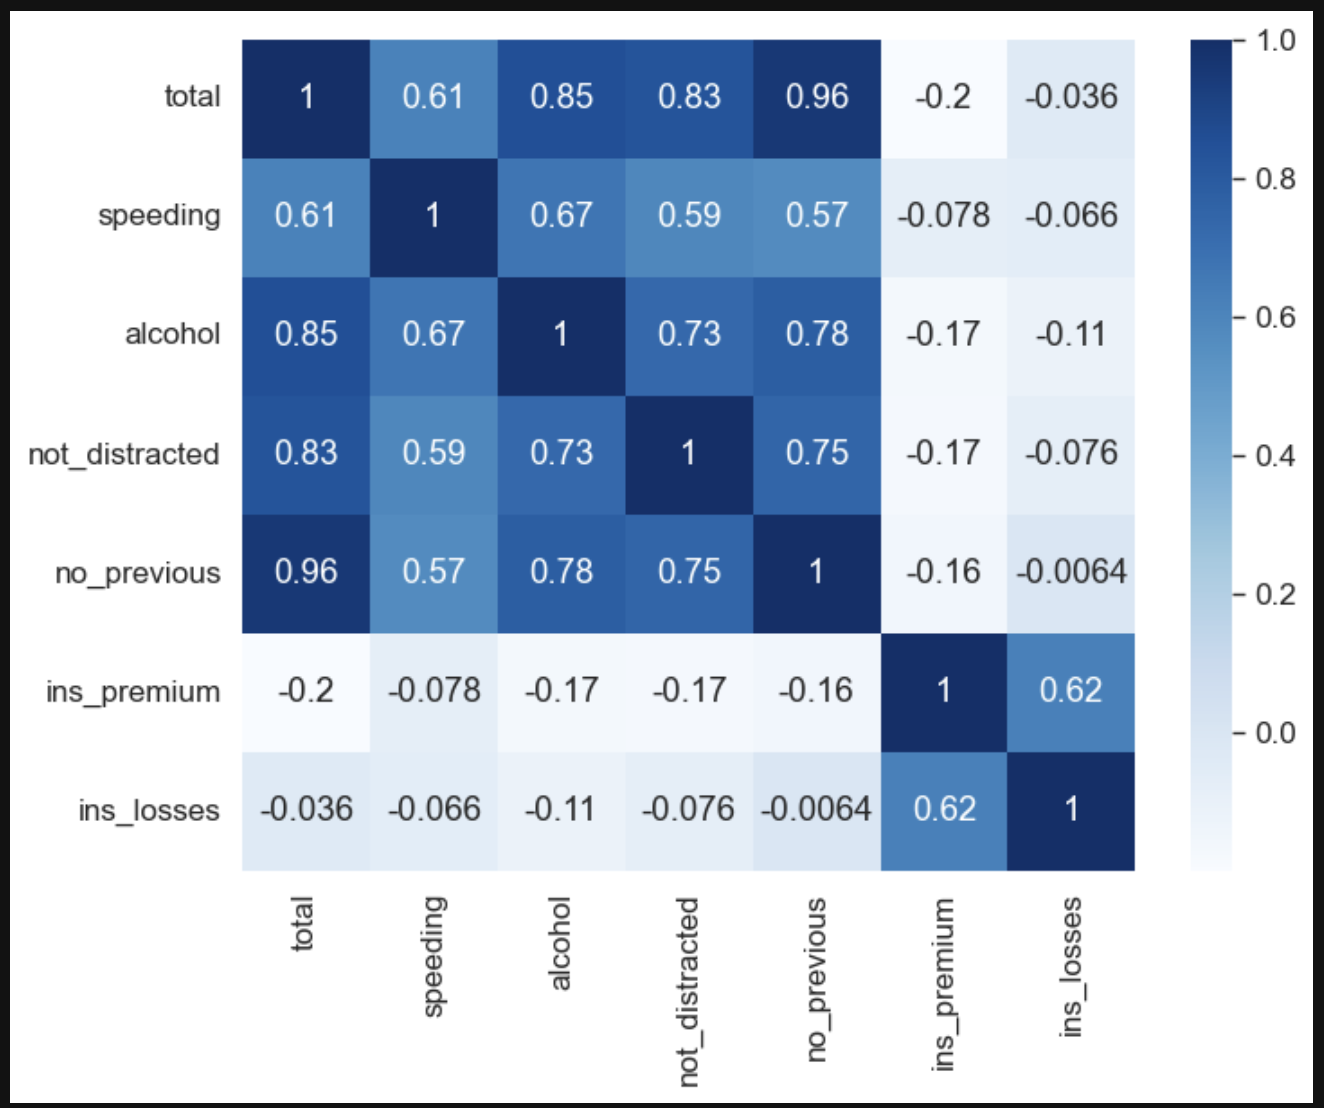 total 1 0.61 0.85 0.83 0.96 -0.2 -0.036
speeding 0.61 1 0.67 0.59 0.57 -0.078 -0.066
alcohol 0.85 0.67 1 0.73 0.78 -0.17 -0.11
not_distracted 0.83 0.59 0.73 1 0.75 -0.17 -0.076
no_previous 0.96 0.57 0.78 0.75 1 -0.16 -0.0064
ins_premium -0.2 -0.078 -0.17 -0.17 -0.16 1 0.62
ins_losses -0.036 -0.066 -0.11 -0.076 -0.0064 0.62 1
total speeding alcohol not_distracted no_previous ins_premium ins_losses
1.0
0.8
0.6
0.4
0.2
0.0